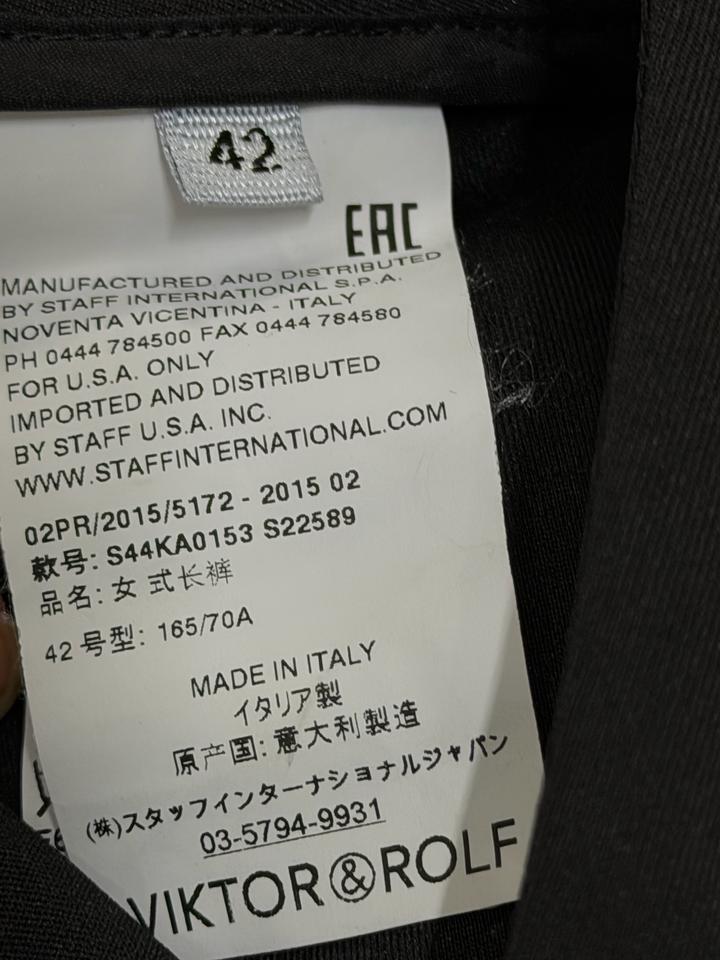 42
EAC
MANUFACTURED AND DISTRIBUTED
BY STAFF INTERNATIONAL S.P.A.
NOVENTA VICENTINA - ITALY
PH 0444 784500 FAX 0444 784580
FOR U.S.A. ONLY
IMPORTED AND DISTRIBUTED
BY STAFF U.S.A. INC.
WWW.STAFFINTERNATIONAL.COM
02PR/2015/5172 - 2015 02
款号: S44KA0153 S22589
品名: 女 式长裤
42 号型: 165/70A
MADE IN ITALY
イタリア製
原产国: 意大利製造
(株)スタッフインターナショナルジャパン
03-5794-9931
VIKTOR&ROLF